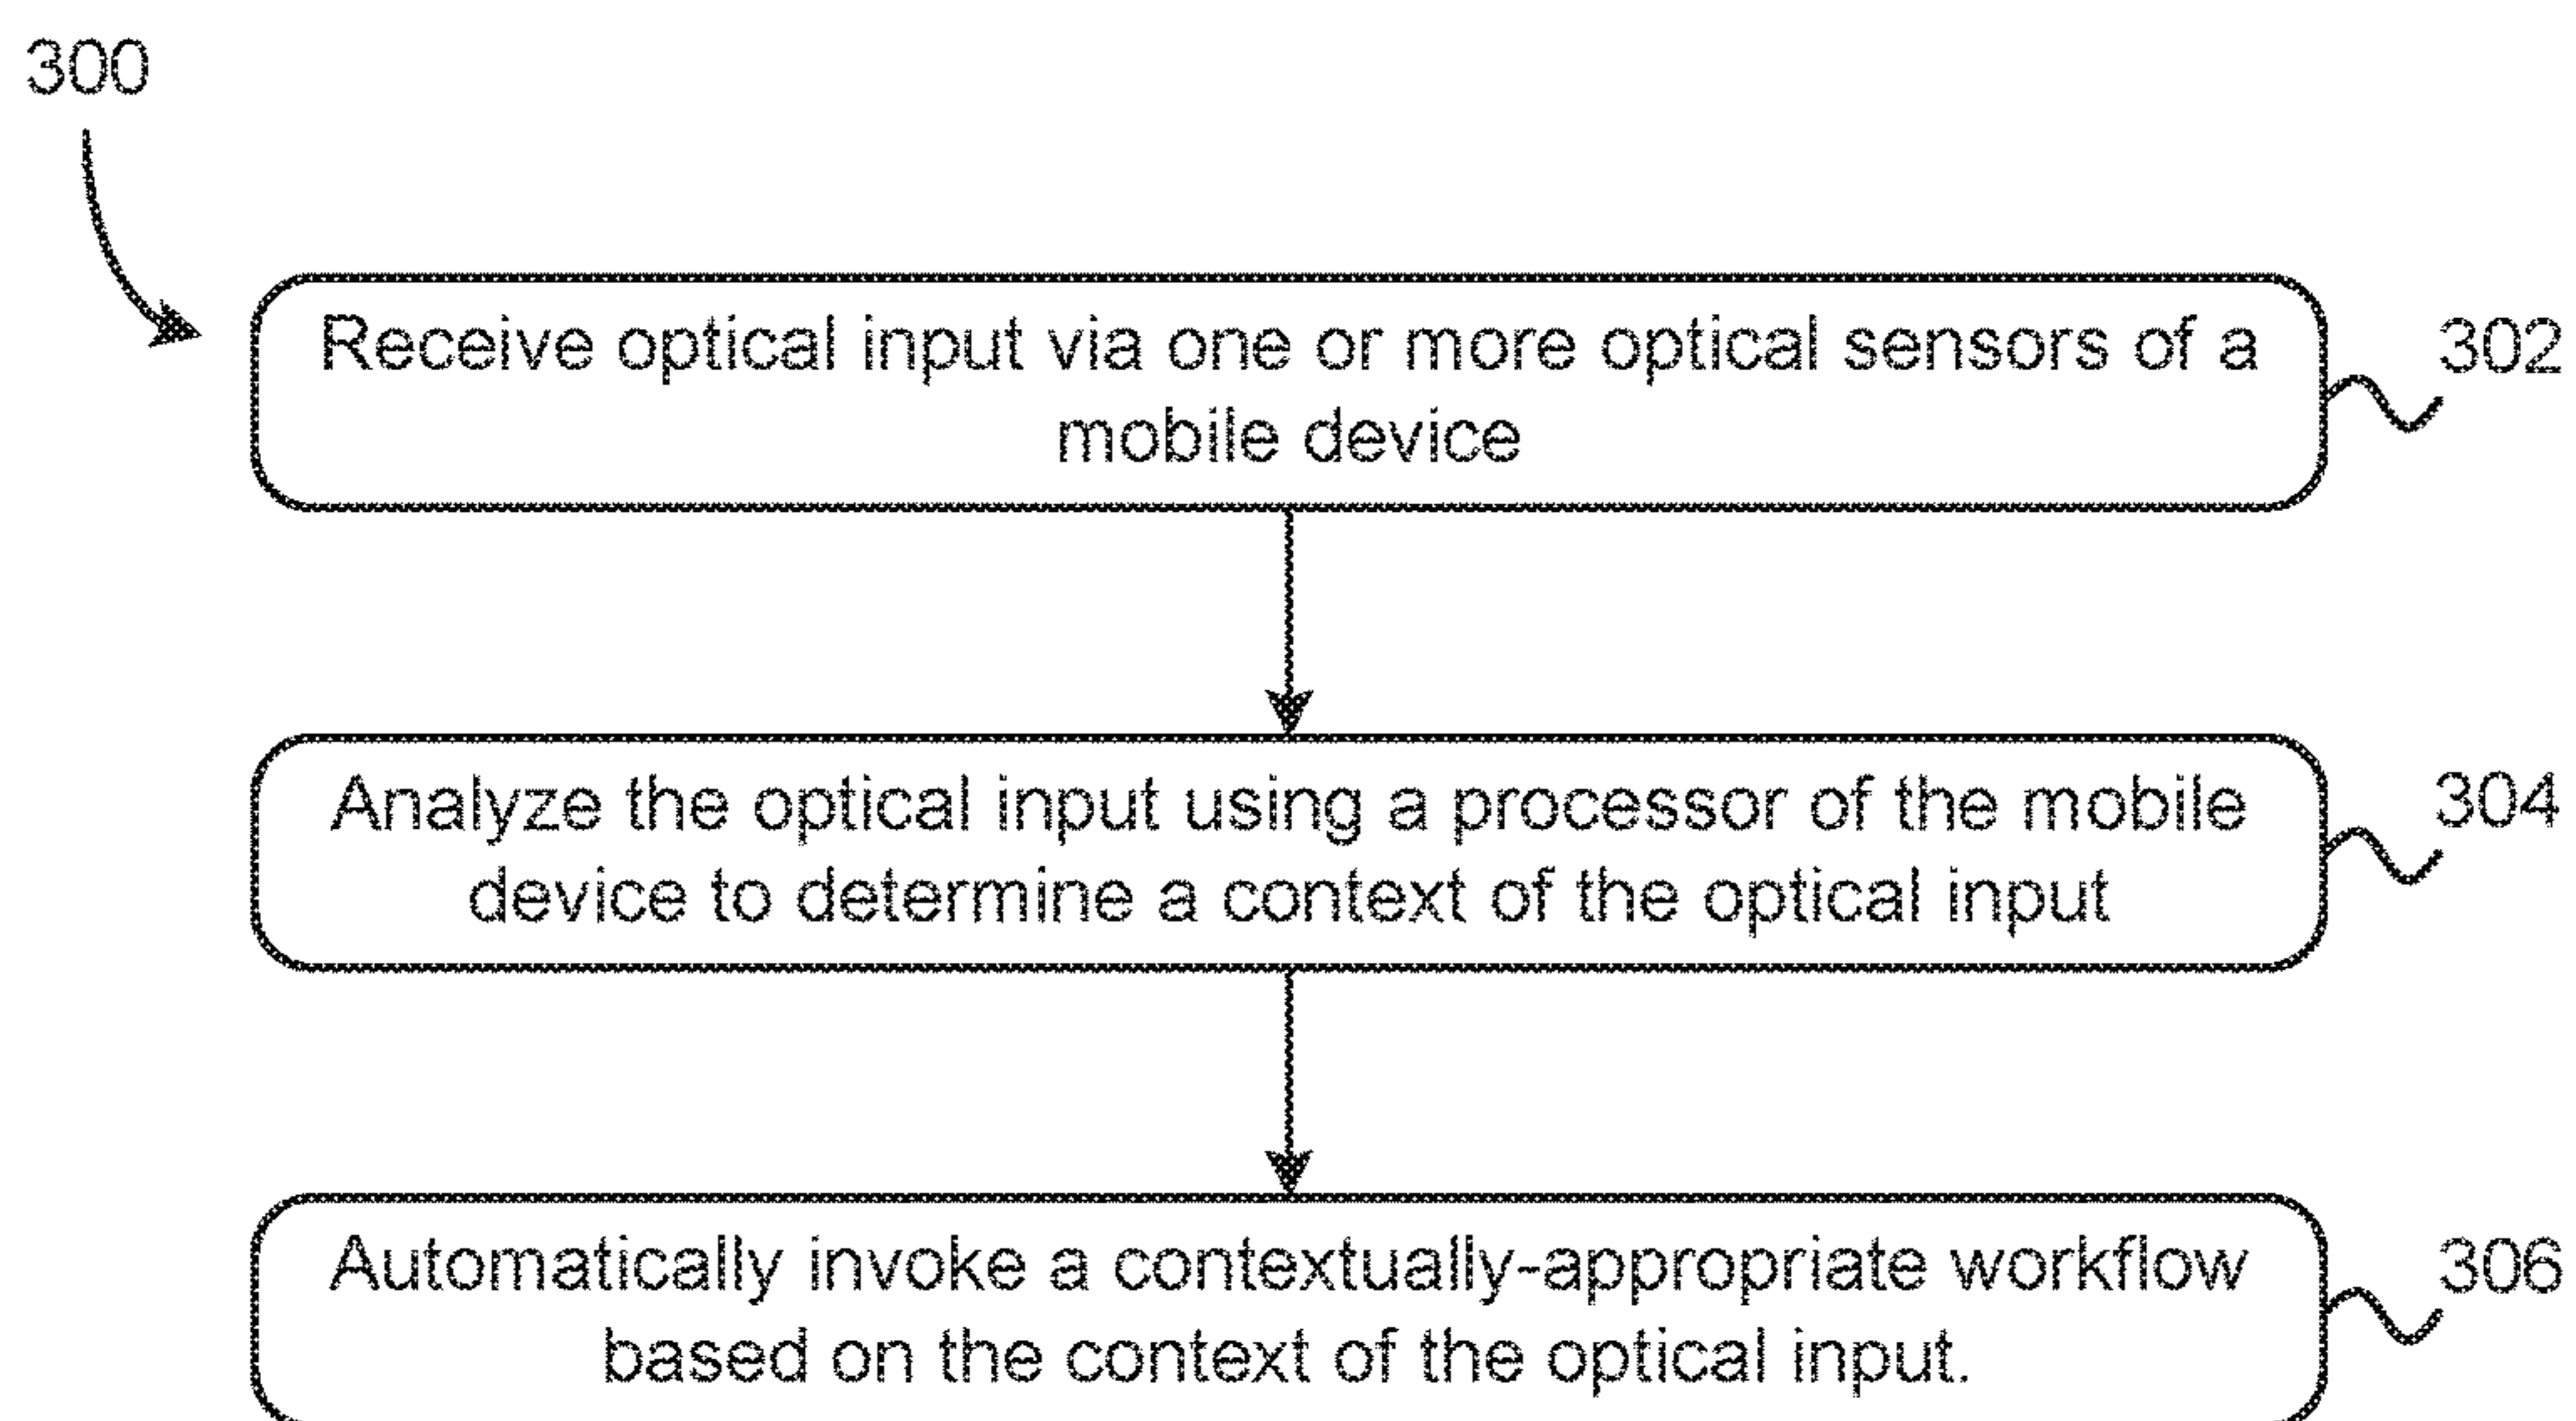 300
Receive optical input via one or more optical sensors of a
mobile device
302
Analyze the optical input using a processor of the mobile
device to determine a context of the optical input
304
Automatically invoke a contextually-appropriate workflow
based on the context of the optical input.
306